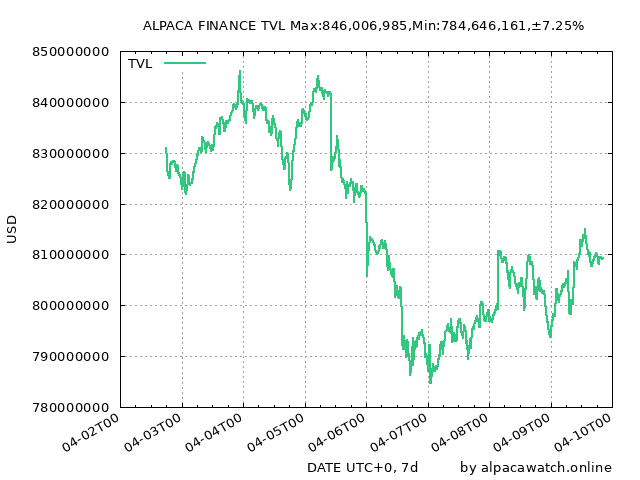 ALPACA FINANCE TVL Max:846,006,985,Min:784,646,161,±7.25%
TVL
850000000
840000000
830000000
820000000
810000000
800000000
790000000
780000000
USD
04-02T00
04-03T00
04-04T00
04-05T00
04-06T00
04-07T00
04-08T00
04-09T00
04-10T00
DATE UTC+0, 7d
by alpacawatch.online